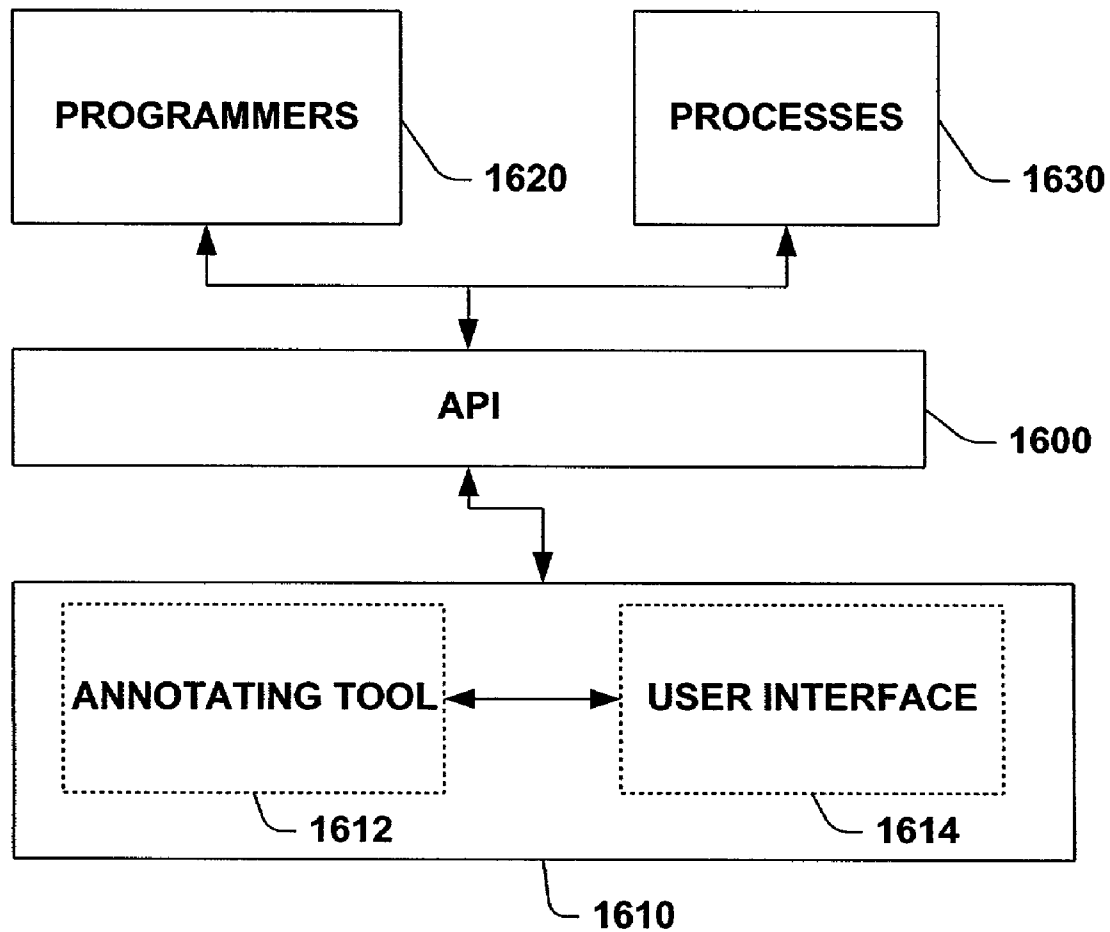 PROGRAMMERS
1620
PROCESSES
1630
API
1600
ANNOTATING TOOL
1612
USER INTERFACE
1614
1610